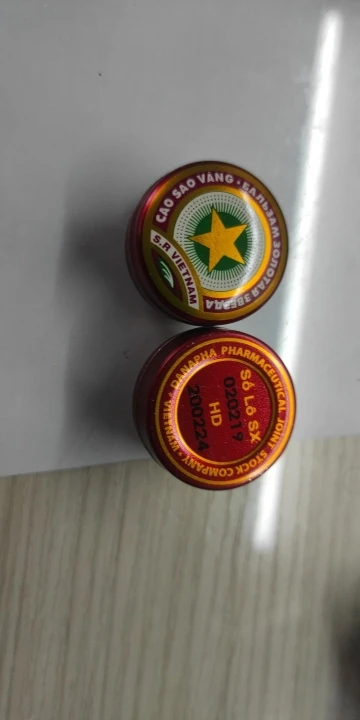 CAO SAO VÀNG • БАЛЬЗАМ ЗОЛОТАЯ ЗВЕЗДА
S.R VIETNAM
DANAPHA PHARMACEUTICAL JOINT STOCK COMPANY • VIETNAM •
Số Lô SX
020219
HD
200224